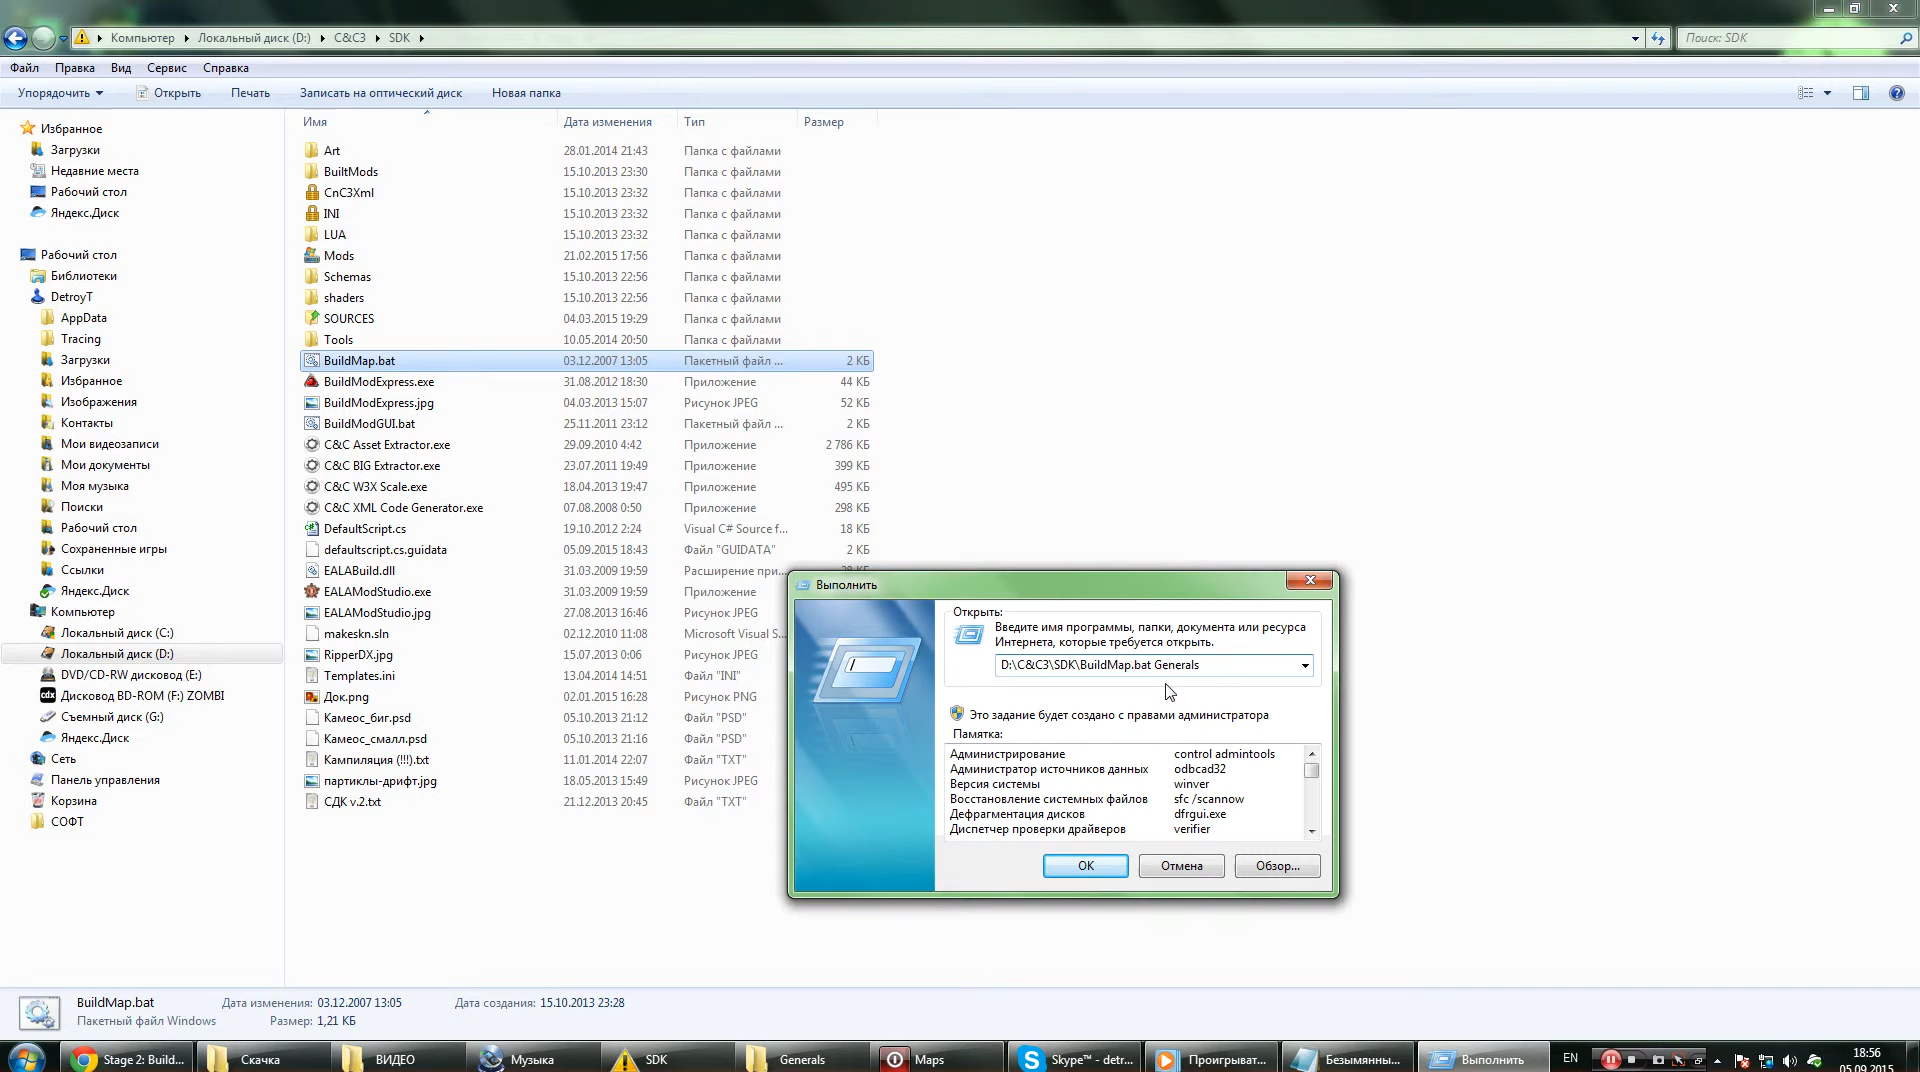 Компьютер ▸ Локальный диск (D:) ▸ C&C3 ▸ SDK ▸
Поиск: SDK
Файл Правка Вид Сервис Справка
Упорядочить Открыть Печать Записать на оптический диск Новая папка
Избранное
Загрузки
Недавние места
Рабочий стол
Яндекс.Диск
Рабочий стол
Библиотеки
DetroyT
AppData
Tracing
Загрузки
Избранное
Изображения
Контакты
Мои видеозаписи
Мои документы
Моя музыка
Поиски
Рабочий стол
Сохраненные игры
Ссылки
Яндекс.Диск
Компьютер
Локальный диск (C:)
Локальный диск (D:)
DVD/CD-RW дисковод (E:)
Дисковод BD-ROM (F:) ZOMBI
Съемный диск (G:)
Яндекс.Диск
Сеть
Панель управления
Корзина
СОФТ
Имя Дата изменения Тип Размер
Art 28.01.2014 21:43 Папка с файлами
BuiltMods 15.10.2013 23:30 Папка с файлами
CnC3Xml 15.10.2013 23:32 Папка с файлами
INI 15.10.2013 23:32 Папка с файлами
LUA 15.10.2013 23:32 Папка с файлами
Mods 21.02.2015 17:56 Папка с файлами
Schemas 15.10.2013 22:56 Папка с файлами
shaders 15.10.2013 22:56 Папка с файлами
SOURCES 04.03.2015 19:29 Папка с файлами
Tools 10.05.2014 20:50 Папка с файлами
BuildMap.bat 03.12.2007 13:05 Пакетный файл ... 2 КБ
BuildModExpress.exe 31.08.2012 18:30 Приложение 44 КБ
BuildModExpress.jpg 04.03.2013 15:07 Рисунок JPEG 52 КБ
BuildModGUI.bat 25.11.2011 23:12 Пакетный файл ... 2 КБ
C&C Asset Extractor.exe 29.09.2010 4:42 Приложение 2 786 КБ
C&C BIG Extractor.exe 23.07.2011 19:49 Приложение 399 КБ
C&C W3X Scale.exe 18.04.2013 19:47 Приложение 495 КБ
C&C XML Code Generator.exe 07.08.2008 0:50 Приложение 298 КБ
DefaultScript.cs 19.10.2012 2:24 Visual C# Source f... 18 КБ
defaultscript.cs.guidata 05.09.2015 18:43 Файл "GUIDATA" 2 КБ
EALABuild.dll 31.03.2009 19:59 Расширение при...
EALAModStudio.exe 31.03.2009 19:59 Приложение
EALAModStudio.jpg 27.08.2013 16:46 Рисунок JPEG
makeskn.sln 02.12.2010 11:08 Microsoft Visual S...
RipperDX.jpg 15.07.2013 0:06 Рисунок JPEG
Templates.ini 13.04.2014 14:51 Файл "INI"
Док.png 02.01.2015 16:28 Рисунок PNG
Камеос_биг.psd 05.10.2013 21:12 Файл "PSD"
Камеос_смалл.psd 05.10.2013 21:16 Файл "PSD"
Кампиляция (!!!).txt 11.01.2014 22:07 Файл "TXT"
партиклы-дрифт.jpg 18.05.2013 15:49 Рисунок JPEG
СДК v.2.txt 21.12.2013 20:45 Файл "TXT"
Выполнить
Открыть:
Введите имя программы, папки, документа или ресурса
Интернета, которые требуется открыть.
D:\C&C3\SDK\BuildMap.bat Generals
Это задание будет создано с правами администратора
Памятка:
Администрирование control admintools
Администратор источников данных odbcad32
Версия системы winver
Восстановление системных файлов sfc /scannow
Дефрагментация дисков dfrgui.exe
Диспетчер проверки драйверов verifier
ОК Отмена Обзор...
BuildMap.bat Дата изменения: 03.12.2007 13:05 Дата создания: 15.10.2013 23:28
Пакетный файл Windows Размер: 1,21 КБ
Stage 2: Build... Скачка ВИДЕО Музыка SDK Generals Maps Skype™ - detr... Проигрыват... Безымянны... Выполнить EN 18:56
05.09.2015